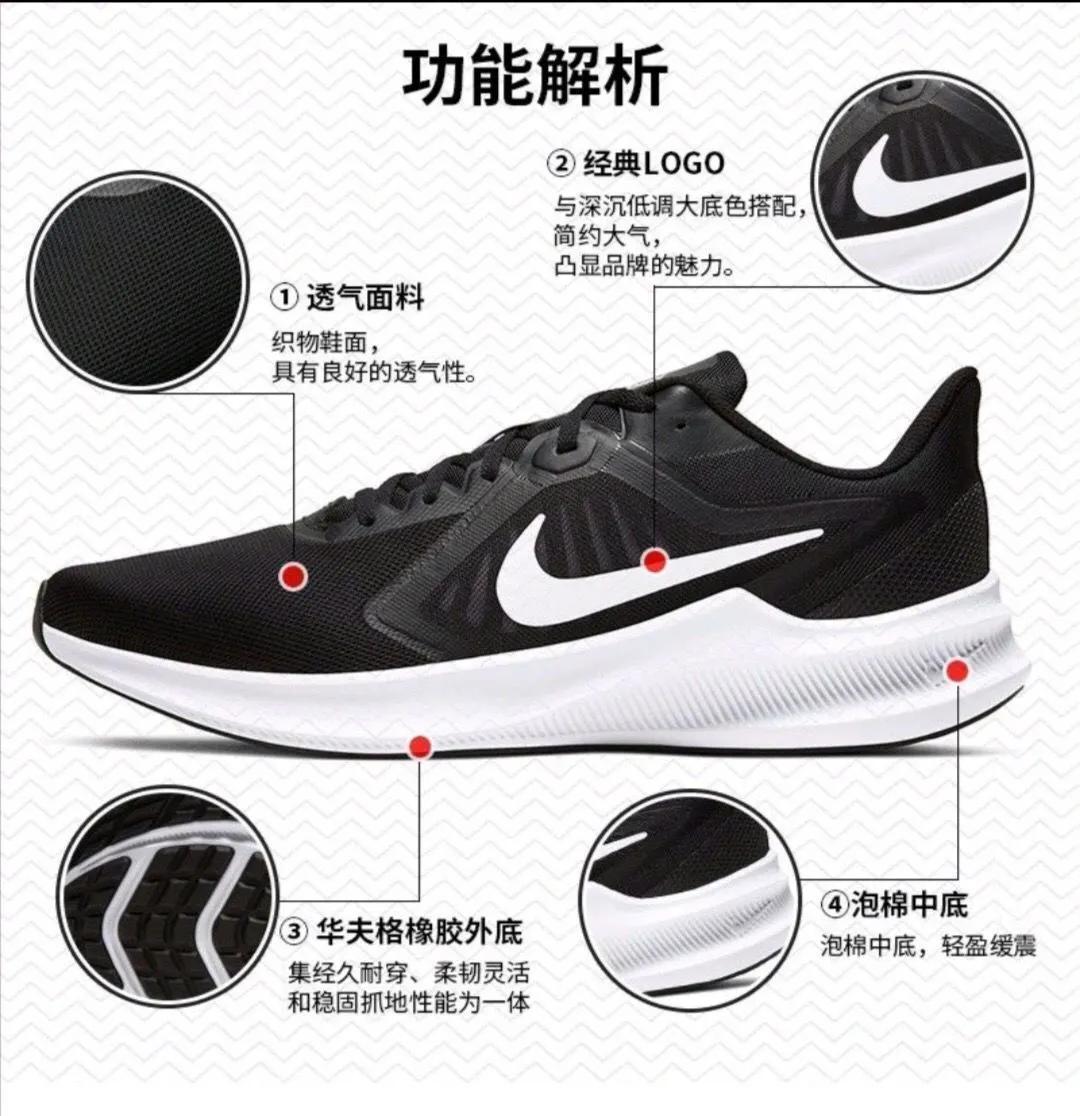 功能解析
② 经典LOGO
与深沉低调大底色搭配，
简约大气，
凸显品牌的魅力。
① 透气面料
织物鞋面，
具有良好的透气性。
③ 华夫格橡胶外底
集经久耐穿、柔韧灵活
和稳固抓地性能为一体
④泡棉中底
泡棉中底，轻盈缓震